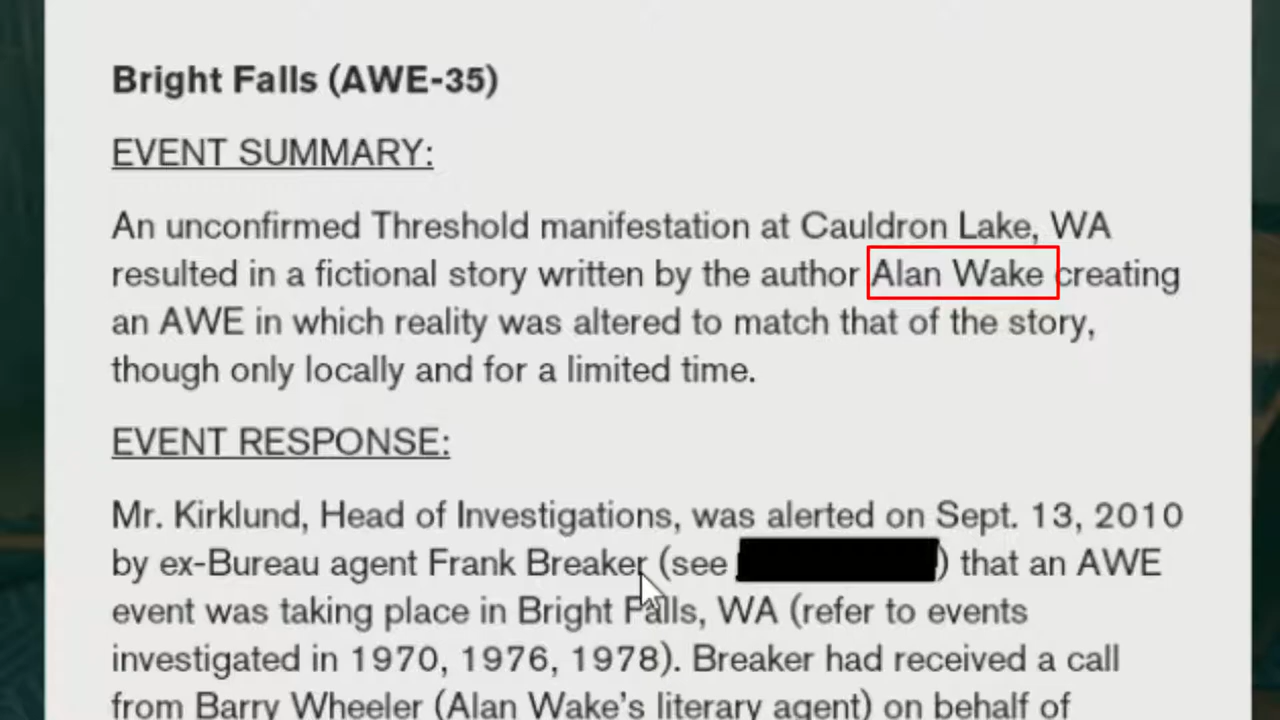 Bright Falls (AWE-35)
EVENT SUMMARY:
An unconfirmed Threshold manifestation at Cauldron Lake, WA
resulted in a fictional story written by the author Alan Wake creating
an AWE in which reality was altered to match that of the story,
though only locally and for a limited time.
EVENT RESPONSE:
Mr. Kirklund, Head of Investigations, was alerted on Sept. 13, 2010
by ex-Bureau agent Frank Breaker (see ) that an AWE
event was taking place in Bright Falls, WA (refer to events
investigated in 1970, 1976, 1978). Breaker had received a call
from Barry Wheeler (Alan Wake's literary agent) on behalf of